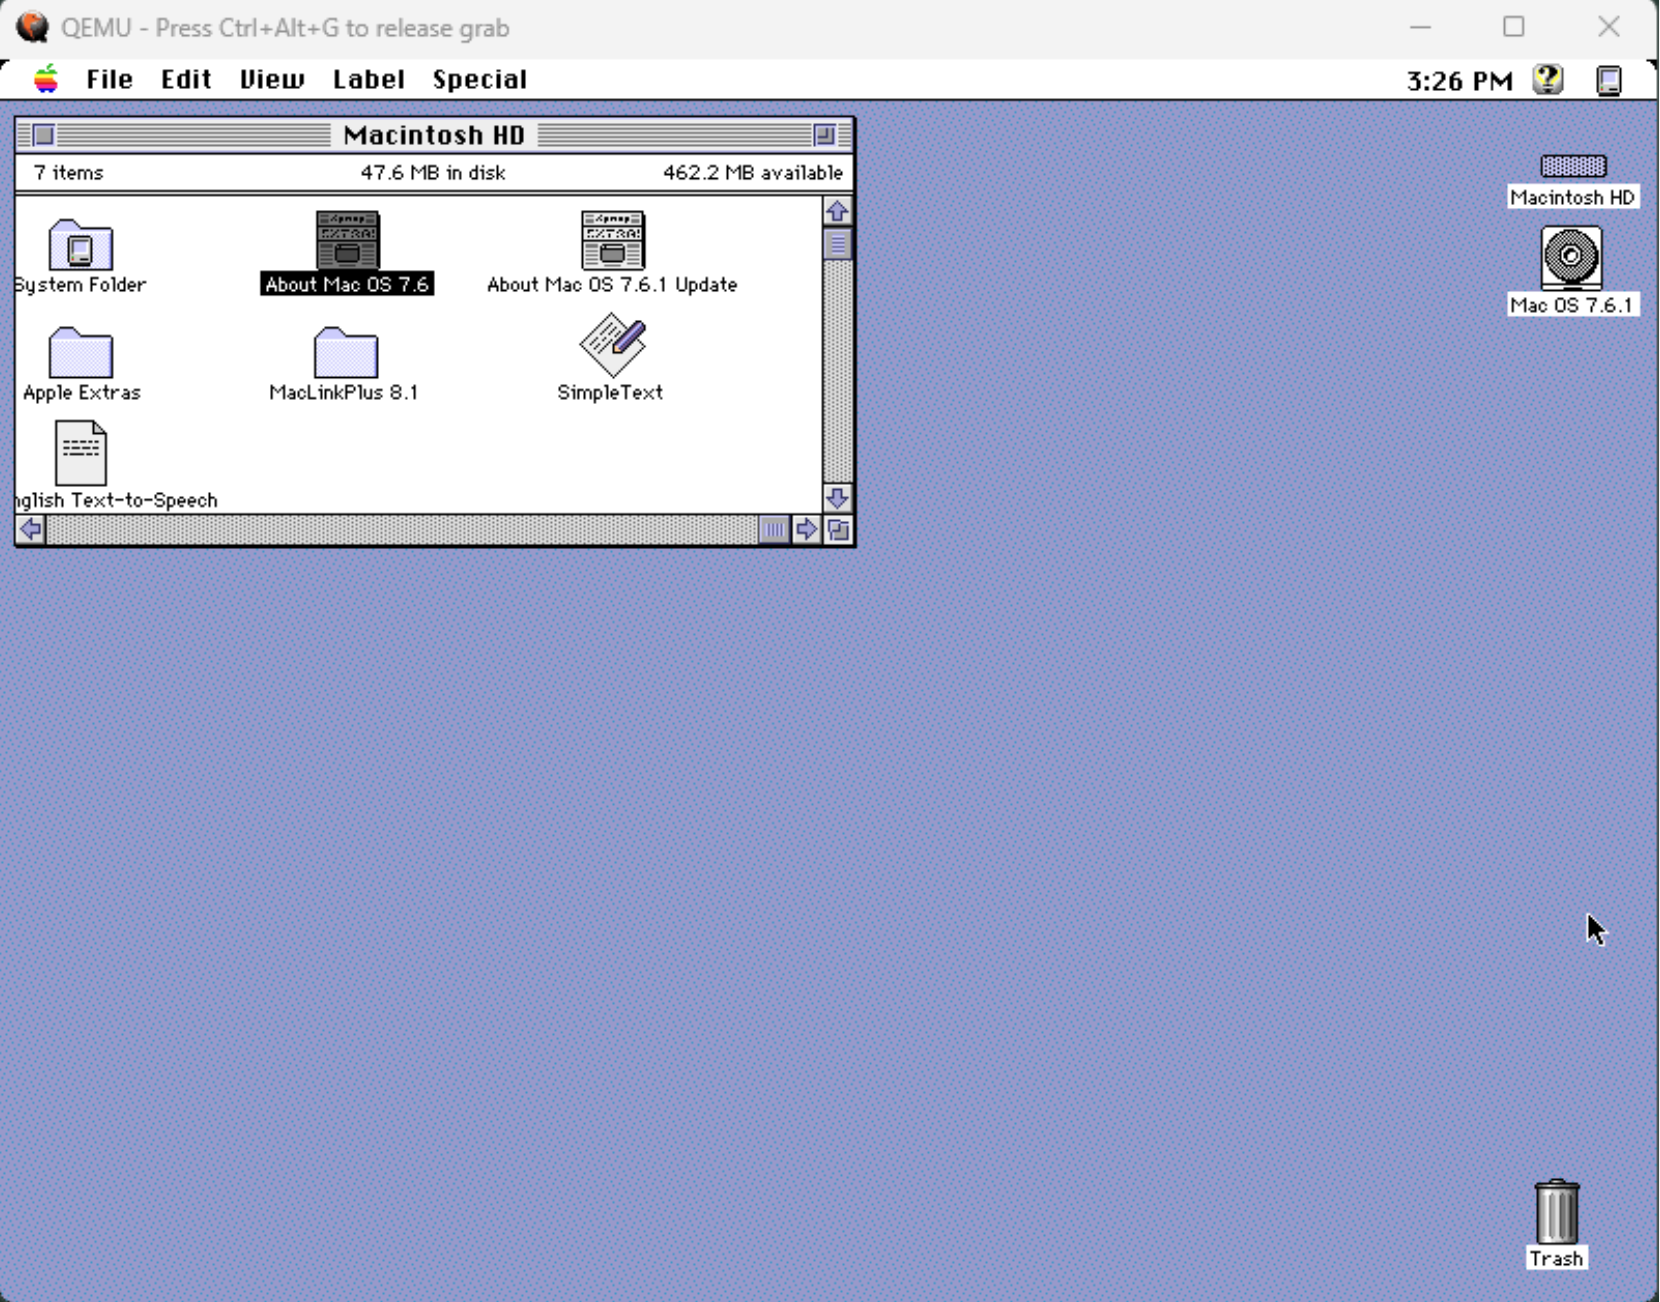 QEMU - Press Ctrl+Alt+G to release grab
File Edit View Label Special 3:26 PM
Macintosh HD
7 items 47.6 MB in disk 462.2 MB available
System Folder About Mac OS 7.6 About Mac OS 7.6.1 Update
Apple Extras MacLinkPlus 8.1 SimpleText
nglish Text-to-Speech
Macintosh HD
Mac OS 7.6.1
Trash